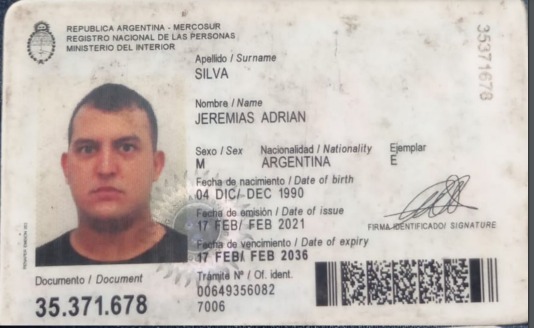 REPUBLICA ARGENTINA - MERCOSUR
REGISTRO NACIONAL DE LAS PERSONAS
MINISTERIO DEL INTERIOR
35371678
Apellido / Surname
SILVA
Nombre / Name
JEREMIAS ADRIAN
Sexo / Sex Nacionalidad / Nationality Ejemplar
M ARGENTINA E
Fecha de nacimiento / Date of birth
04 DIC/ DEC 1990
Fecha de emisión / Date of issue
17 FEB/ FEB 2021
FIRMA IDENTIFICADO/ SIGNATURE
Fecha de vencimiento / Date of expiry
17 FEB/ FEB 2036
Documento / Document
35.371.678
Trámite Nº / Of. ident.
00649356082
7006